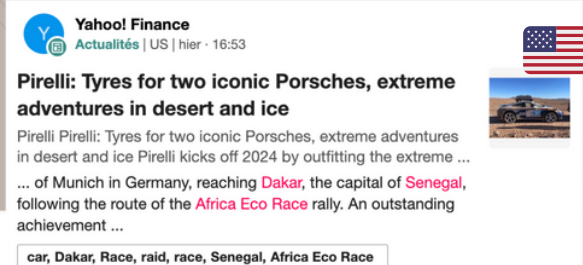 Y
Yahoo! Finance
Actualités | US | hier · 16:53
Pirelli: Tyres for two iconic Porsches, extreme
adventures in desert and ice
Pirelli Pirelli: Tyres for two iconic Porsches, extreme adventures
in desert and ice Pirelli kicks off 2024 by outfitting the extreme ...
... of Munich in Germany, reaching Dakar, the capital of Senegal,
following the route of the Africa Eco Race rally. An outstanding
achievement ...
car, Dakar, Race, raid, race, Senegal, Africa Eco Race